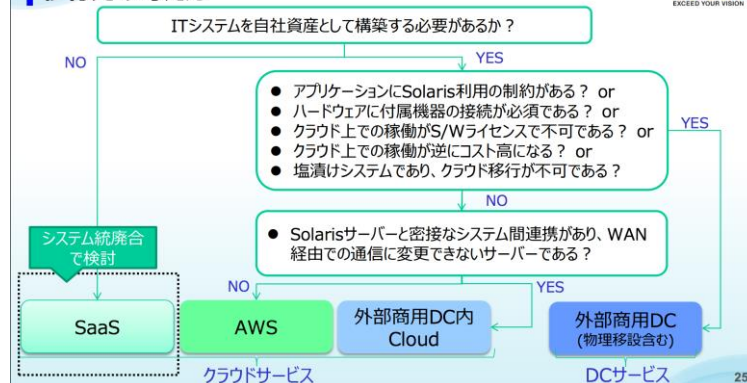 EXCEED YOUR VISION
ITシステムを自社資産として構築する必要があるか？
NO
YES
● アプリケーションにSolaris利用の制約がある？ or
● ハードウェアに付属機器の接続が必須である？ or
● クラウド上での稼働がS/Wライセンスで不可である？ or
● クラウド上での稼働が逆にコスト高になる？ or
● 塩漬けシステムであり、クラウド移行が不可である？
YES
NO
システム統廃合
で検討
● Solarisサーバーと密接なシステム間連携があり、WAN
経由での通信に変更できないサーバーである？
NO
YES
SaaS
AWS
外部商用DC内
Cloud
外部商用DC
(物理移設含む)
クラウドサービス
DCサービス
25